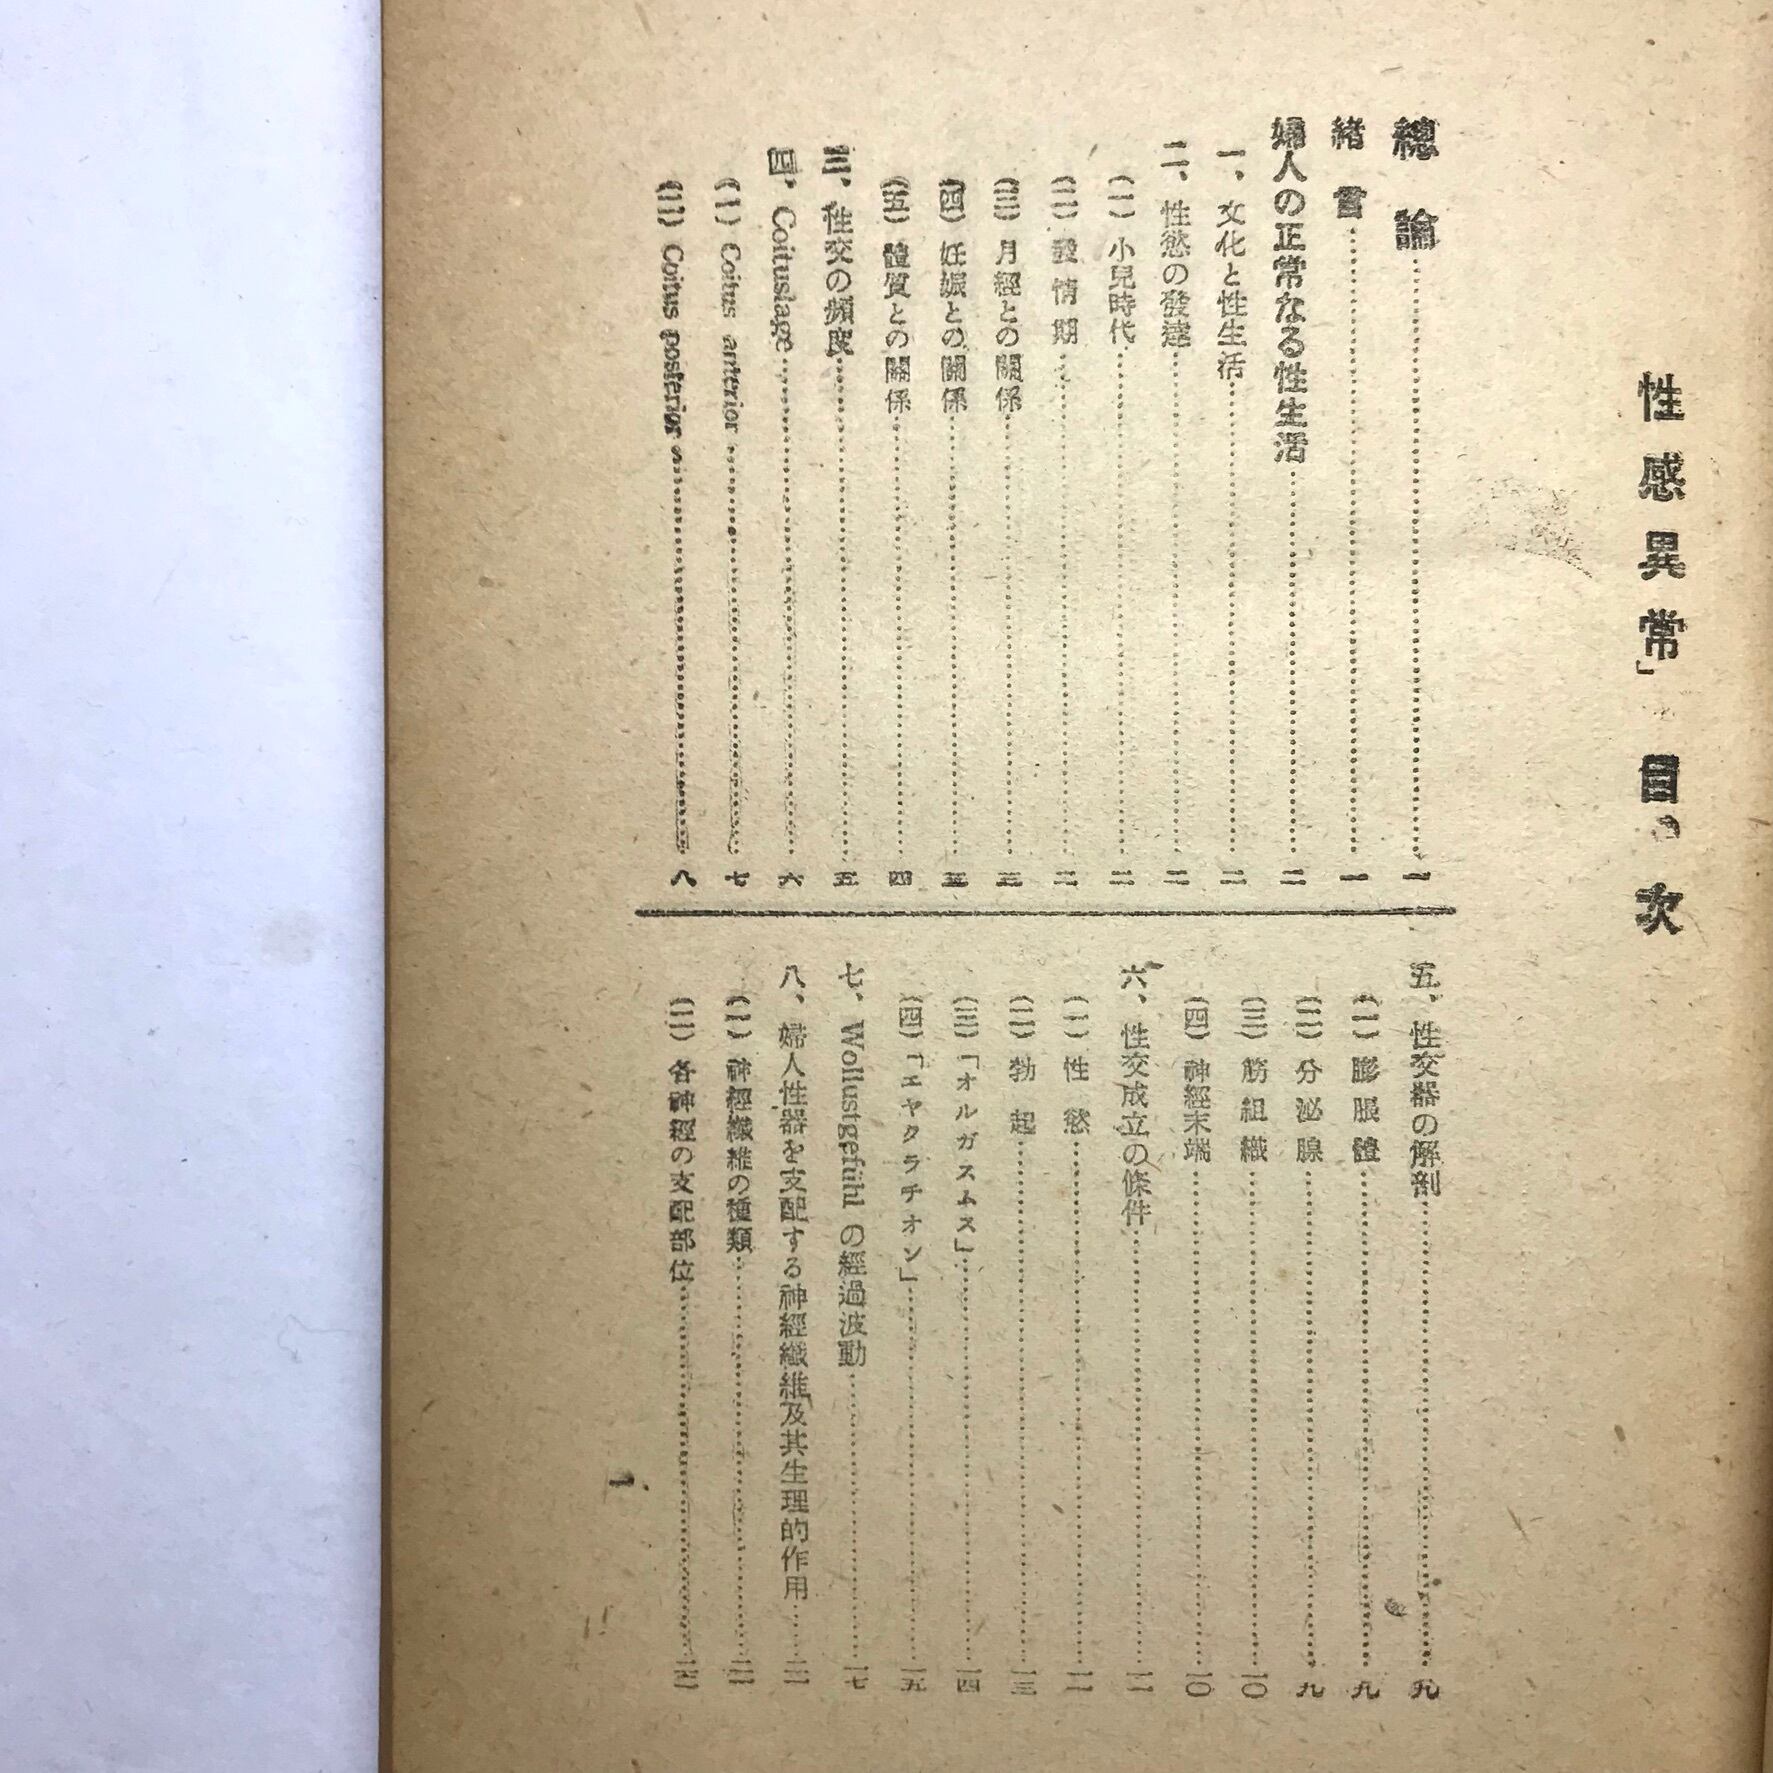 性感異常」目次
總論……一
緖言……一
婦人の正常なる性生活……二
一、文化と性生活……二
二、性慾の發達……二
(一)小兒時代……二
(二)發情期……二
(三)月經との關係……三
(四)妊娠との關係……三
(五)體質との關係……四
三、性交の頻度……五
四、Coituslage……六
(一)Coitus anterior……七
(二)Coitus posterior……八
五、性交器の解剖……九
(一)膨脹體……九
(二)分泌腺……九
(三)筋組織……一〇
(四)神經末端……一〇
六、性交成立の條件……一一
(一)性慾……一一
(二)勃起……一三
(三)「オルガスムス」……一四
(四)「エヤクラチオン」……一五
七、Wollustgefühl の經過波動……一七
八、婦人性器を支配する神經纖維及其生理的作用……
(一)神經纖維の種類……
(二)各神經の支配部位……
一